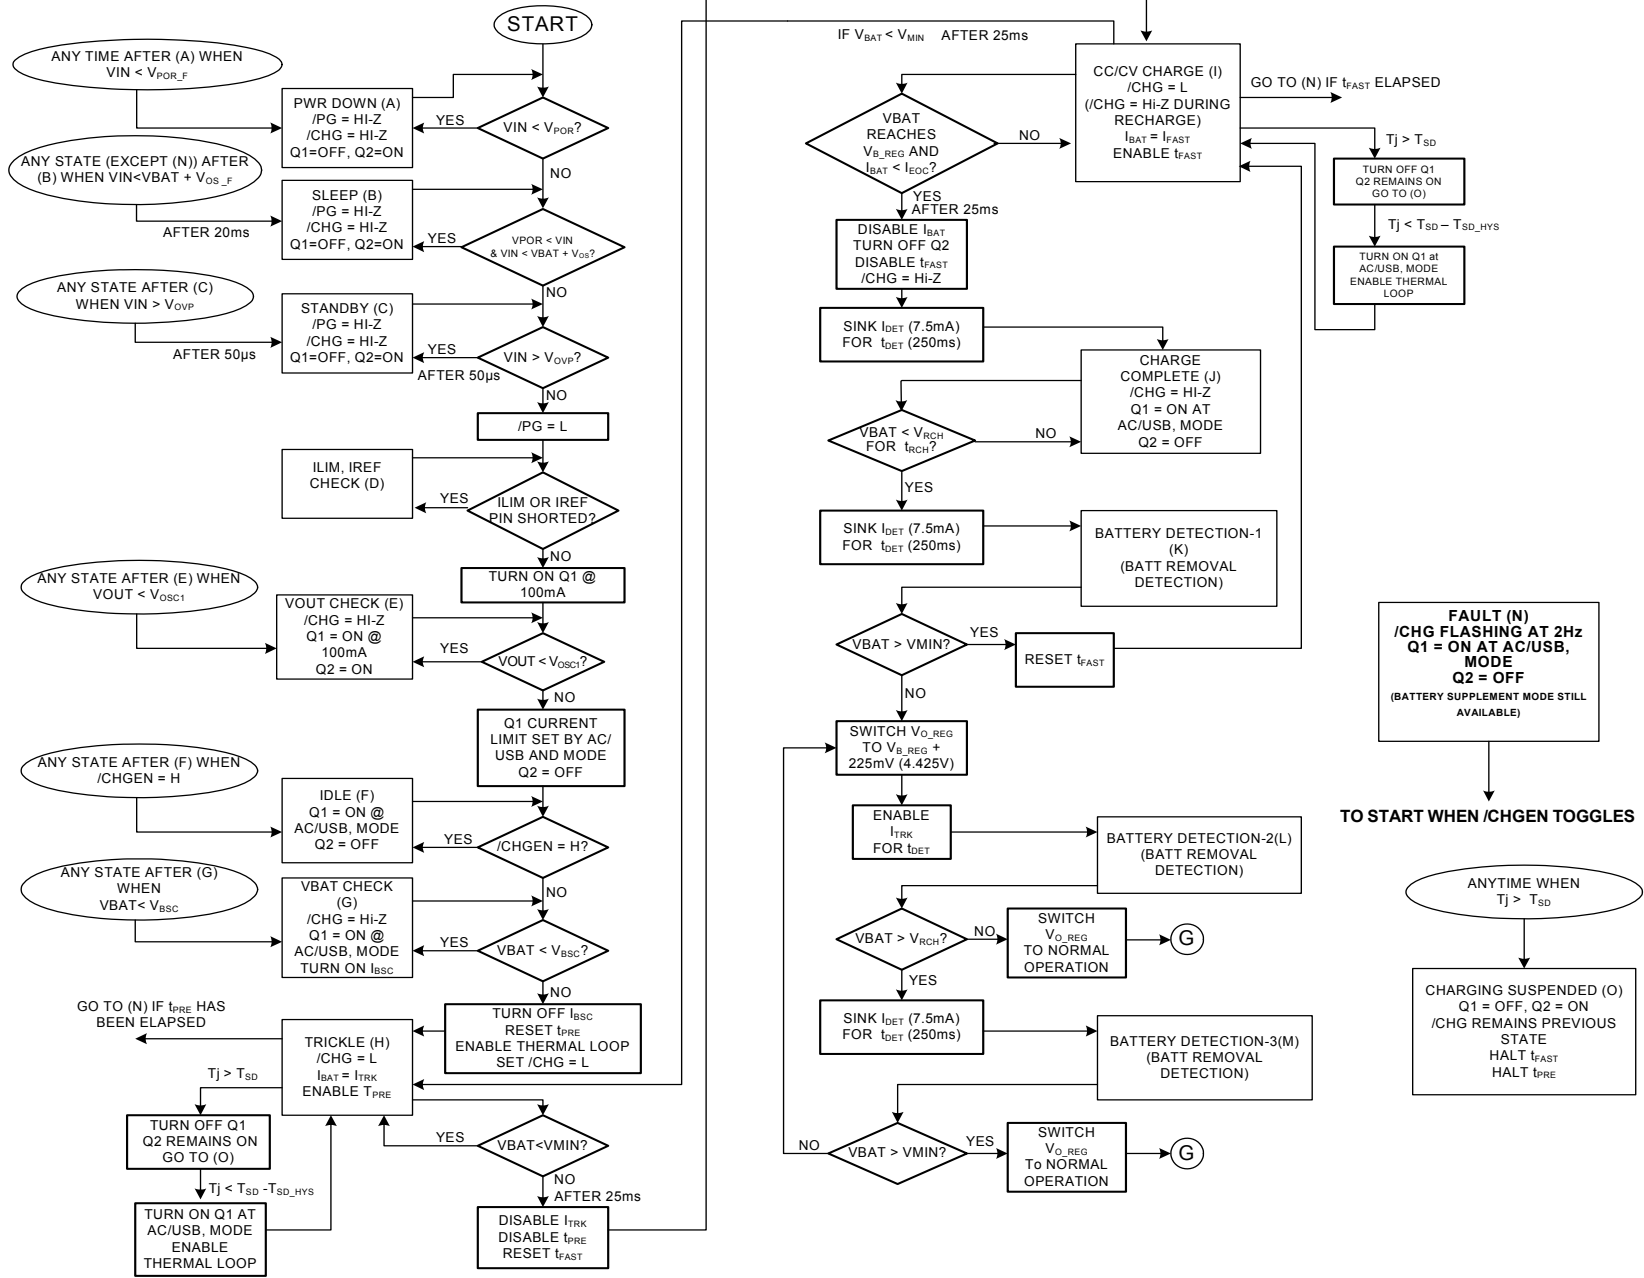 START
ANY TIME AFTER (A) WHEN
VIN < VPOR_F
PWR DOWN (A)
/PG = HI-Z
/CHG = HI-Z
Q1=OFF, Q2=ON
YES
VIN < VPOR?
NO
ANY STATE (EXCEPT (N)) AFTER
(B) WHEN VIN<VBAT + VOS_F
AFTER 20ms
SLEEP (B)
/PG = HI-Z
/CHG = HI-Z
Q1=OFF, Q2=ON
YES
VPOR < VIN
& VIN < VBAT + VOS?
NO
ANY STATE AFTER (C)
WHEN VIN > VOVP
AFTER 50µs
STANDBY (C)
/PG = HI-Z
/CHG = HI-Z
Q1=OFF, Q2=ON
YES
AFTER 50µs
VIN > VOVP?
NO
/PG = L
ILIM, IREF
CHECK (D)
YES
ILIM OR IREF
PIN SHORTED?
NO
TURN ON Q1 @
100mA
ANY STATE AFTER (E) WHEN
VOUT < VOSC1
VOUT CHECK (E)
/CHG = HI-Z
Q1 = ON @
100mA
Q2 = ON
YES
VOUT < VOSC1?
NO
Q1 CURRENT
LIMIT SET BY AC/
USB AND MODE
Q2 = OFF
ANY STATE AFTER (F) WHEN
/CHGEN = H
IDLE (F)
Q1 = ON @
AC/USB, MODE
Q2 = OFF
YES
/CHGEN = H?
NO
ANY STATE AFTER (G)
WHEN
VBAT< VBSC
VBAT CHECK
(G)
/CHG = Hi-Z
Q1 = ON @
AC/USB, MODE
TURN ON IBSC
YES
VBAT < VBSC?
NO
TURN OFF IBSC
RESET tPRE
ENABLE THERMAL LOOP
SET /CHG = L
GO TO (N) IF tPRE HAS
BEEN ELAPSED
TRICKLE (H)
/CHG = L
IBAT = ITRK
ENABLE TPRE
Tj > TSD
TURN OFF Q1
Q2 REMAINS ON
GO TO (O)
Tj < TSD -TSD_HYS
TURN ON Q1 AT
AC/USB, MODE
ENABLE
THERMAL LOOP
YES
VBAT<VMIN?
NO
AFTER 25ms
DISABLE ITRK
DISABLE tPRE
RESET tFAST
IF VBAT < VMIN AFTER 25ms
CC/CV CHARGE (I)
/CHG = L
(/CHG = Hi-Z DURING
RECHARGE)
IBAT = IFAST
ENABLE tFAST
GO TO (N) IF tFAST ELAPSED
Tj > TSD
TURN OFF Q1
Q2 REMAINS ON
GO TO (O)
Tj < TSD – TSD_HYS
TURN ON Q1 at
AC/USB, MODE
ENABLE THERMAL
LOOP
VBAT
REACHES
VB_REG AND
IBAT < IEOC?
NO
YES
AFTER 25ms
DISABLE IBAT
TURN OFF Q2
DISABLE tFAST
/CHG = Hi-Z
SINK IDET (7.5mA)
FOR tDET (250ms)
CHARGE
COMPLETE (J)
/CHG = HI-Z
Q1 = ON AT
AC/USB, MODE
Q2 = OFF
VBAT < VRCH
FOR tRCH?
NO
YES
SINK IDET (7.5mA)
FOR tDET (250ms)
BATTERY DETECTION-1
(K)
(BATT REMOVAL
DETECTION)
VBAT > VMIN?
YES
RESET tFAST
NO
SWITCH VO_REG
TO VB_REG +
225mV (4.425V)
ENABLE
ITRK
FOR tDET
BATTERY DETECTION-2(L)
(BATT REMOVAL
DETECTION)
VBAT > VRCH?
NO
SWITCH
VO_REG
TO NORMAL
OPERATION
G
YES
SINK IDET (7.5mA)
FOR tDET (250ms)
BATTERY DETECTION-3(M)
(BATT REMOVAL
DETECTION)
NO
VBAT > VMIN?
YES
SWITCH
VO_REG
To NORMAL
OPERATION
G
FAULT (N)
/CHG FLASHING AT 2Hz
Q1 = ON AT AC/USB,
MODE
Q2 = OFF
(BATTERY SUPPLEMENT MODE STILL
AVAILABLE)
TO START WHEN /CHGEN TOGGLES
ANYTIME WHEN
Tj > TSD
CHARGING SUSPENDED (O)
Q1 = OFF, Q2 = ON
/CHG REMAINS PREVIOUS
STATE
HALT tFAST
HALT tPRE